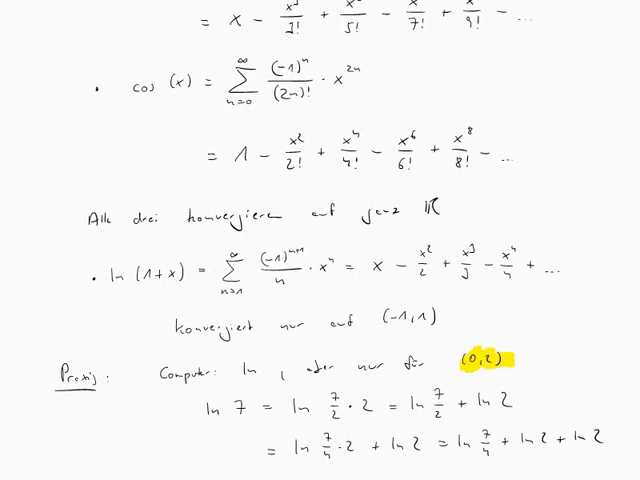 = x - x³/3! + x⁵/5! - x⁷/7! + x⁹/9! - ...
• cos (x) = ∑_{n=0}^{∞} (-1)ⁿ/(2n)! · x²ⁿ
= 1 - x²/2! + x⁴/4! - x⁶/6! + x⁸/8! - ...
Alle drei konvergieren auf ganz ℝ
• ln (1+x) = ∑_{n=1}^{∞} (-1)ⁿ⁺¹/n · xⁿ = x - x²/2 + x³/3 - x⁴/4 + ...
konvergiert nur auf (-1,1)
Praxis: Computer: ln, aber nur für (0,2)
ln 7 = ln 7/2 · 2 = ln 7/2 + ln 2
= ln 7/4 · 2 + ln 2 = ln 7/4 + ln 2 + ln 2